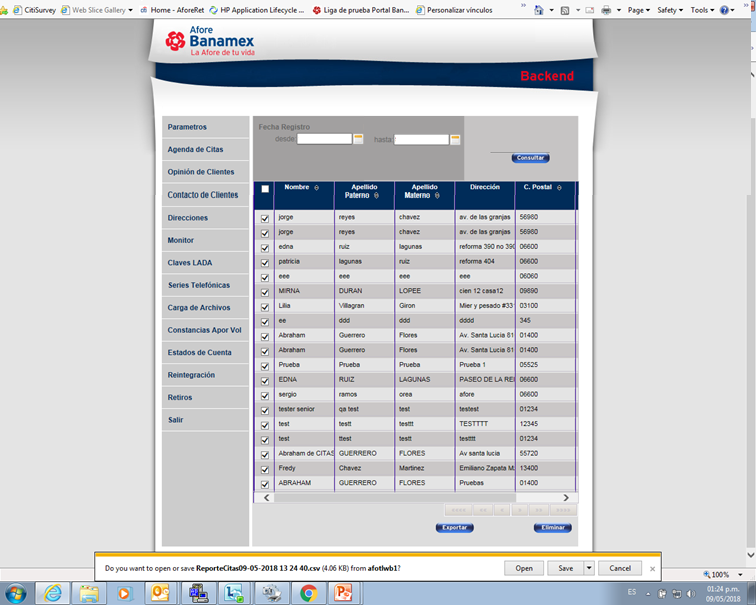 CitiSurvey
Web Slice Gallery
Home - AforeRet
HP Application Lifecycle ...
Liga de prueba Portal Ban...
Personalizar vínculos
»
Page
Safety
Tools
Afore
Banamex
La Afore de tu vida
Backend
Parametros
Agenda de Citas
Opinión de Clientes
Contacto de Clientes
Direcciones
Monitor
Claves LADA
Series Telefónicas
Carga de Archivos
Constancias Apor Vol
Estados de Cuenta
Reintegración
Retiros
Salir
Fecha Registro
desde
hasta
Consultar
Nombre Apellido Paterno Apellido Materno Dirección C. Postal
jorge reyes chavez av. de las granjas 56980
jorge reyes chavez av. de las granjas 56980
edna ruiz lagunas reforma 390 no 390 06600
patricia lagunas ruiz reforma 404 06600
eee eee eee eee 06060
MIRNA DURAN LOPEE cien 12 casa12 09890
Lilia Villagran Giron Mier y pesado #33 03100
ee ddd ddd dddd 345
Abraham Guerrero Flores Av. Santa Lucia 81 01400
Abraham Guerrero Flores Av. Santa Lucia 81 01400
Prueba Prueba Prueba Prueba 1 05525
EDNA RUIZ LAGUNAS PASEO DE LA REI 06600
sergio ramos orea afore 06600
tester senior qa test test testest 01234
test testt testtt TESTTTT 12345
test ttest testt testttt 01234
Abraham de CITAS GUERRERO FLORES Av santa lucia 55720
Fredy Chavez Martinez Emiliano Zapata M 13400
ABRAHAM GUERRERO FLORES Pruebas 01400
Exportar
Eliminar
Do you want to open or save ReporteCitas09-05-2018 13 24 40.csv (4.06 KB) from afotlwb1?
Open
Save
Cancel
100%
ES
01:24 p.m.
09/05/2018